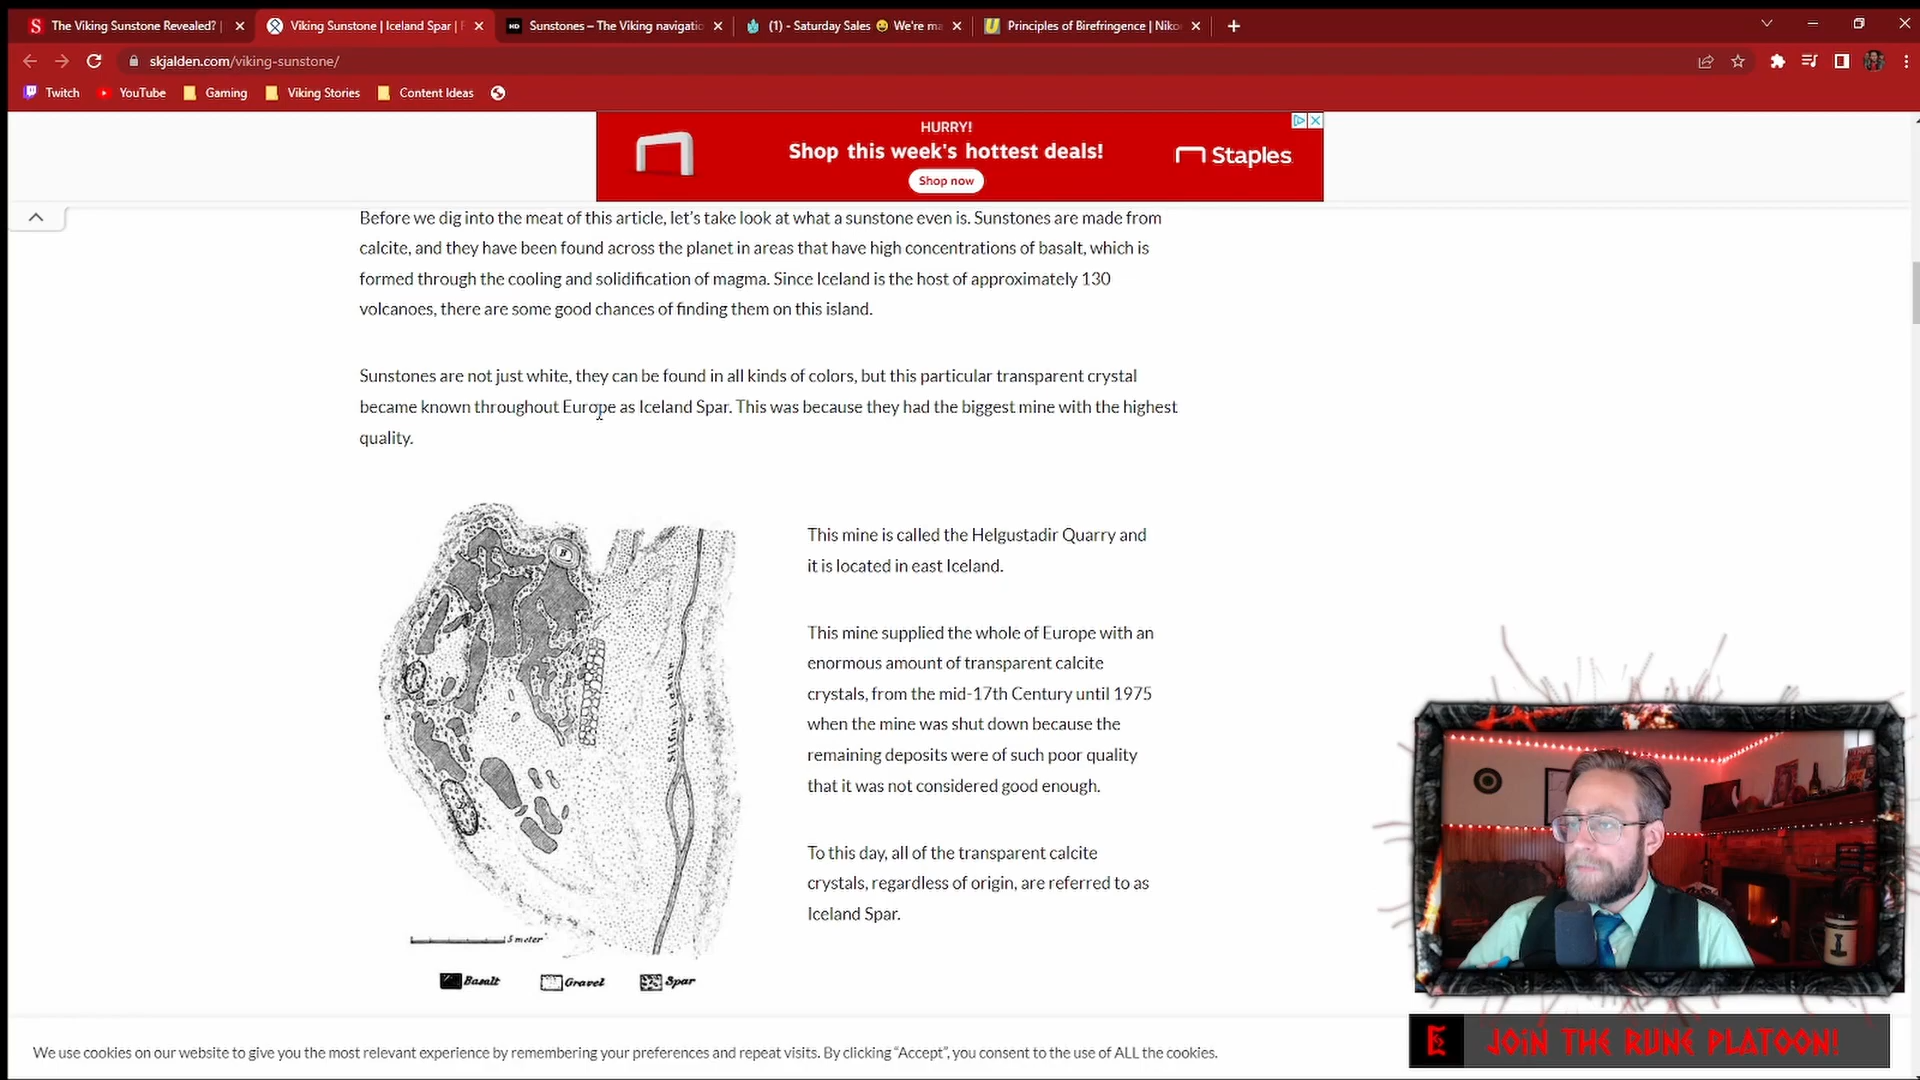 The Viking Sunstone Revealed? |
Viking Sunstone | Iceland Spar |
Sunstones – The Viking navigatio
(1) - Saturday Sales 😀 We're ma
Principles of Birefringence | Niko
skjalden.com/viking-sunstone/
Twitch
YouTube
Gaming
Viking Stories
Content Ideas
HURRY!
Shop this week's hottest deals!
Shop now
Staples
Before we dig into the meat of this article, let's take look at what a sunstone even is. Sunstones are made from
calcite, and they have been found across the planet in areas that have high concentrations of basalt, which is
formed through the cooling and solidification of magma. Since Iceland is the host of approximately 130
volcanoes, there are some good chances of finding them on this island.
Sunstones are not just white, they can be found in all kinds of colors, but this particular transparent crystal
became known throughout Europe as Iceland Spar. This was because they had the biggest mine with the highest
quality.
This mine is called the Helgustadir Quarry and
it is located in east Iceland.
This mine supplied the whole of Europe with an
enormous amount of transparent calcite
crystals, from the mid-17th Century until 1975
when the mine was shut down because the
remaining deposits were of such poor quality
that it was not considered good enough.
To this day, all of the transparent calcite
crystals, regardless of origin, are referred to as
Iceland Spar.
5 meter
Basalt
Gravel
Spar
We use cookies on our website to give you the most relevant experience by remembering your preferences and repeat visits. By clicking "Accept", you consent to the use of ALL the cookies.
JOIN THE RUNE PLATOON!